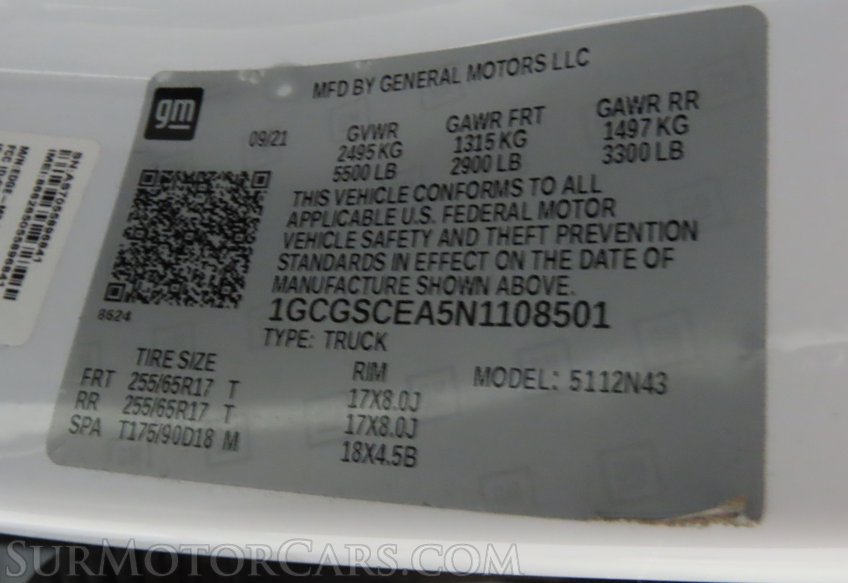 MFD BY GENERAL MOTORS LLC
gm
09/21
GVWR GAWR FRT GAWR RR
2495 KG 1315 KG 1497 KG
5500 LB 2900 LB 3300 LB
THIS VEHICLE CONFORMS TO ALL
APPLICABLE U.S. FEDERAL MOTOR
VEHICLE SAFETY AND THEFT PREVENTION
STANDARDS IN EFFECT ON THE DATE OF
MANUFACTURE SHOWN ABOVE.
8624
1GCGSCEA5N1108501
TYPE: TRUCK
TIRE SIZE RIM MODEL: 5112N43
FRT 255/65R17 T 17X8.0J
RR 255/65R17 T 17X8.0J
SPA T175/90D18 M 18X4.5B
SurMotorCars.com